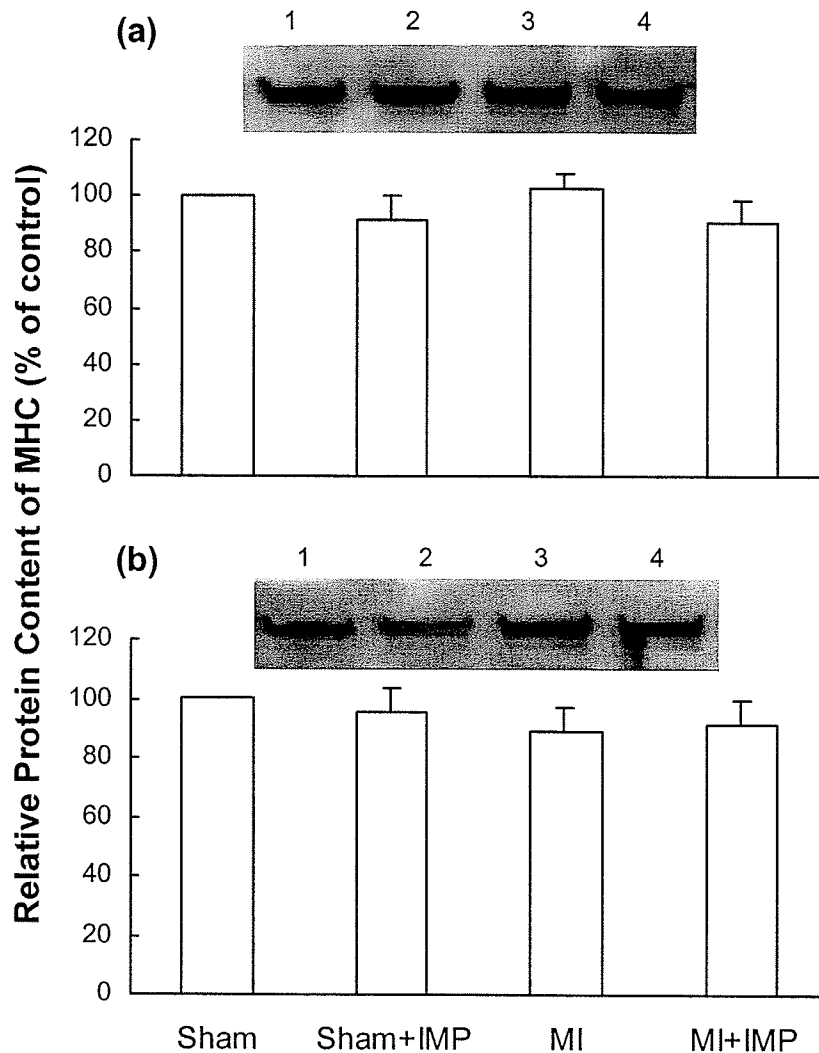 (a)
1 2 3 4
120
100
80
60
40
20
0
(b)
1 2 3 4
120
100
80
60
40
20
0
Sham Sham+IMP MI MI+IMP
Relative Protein Content of MHC (% of control)